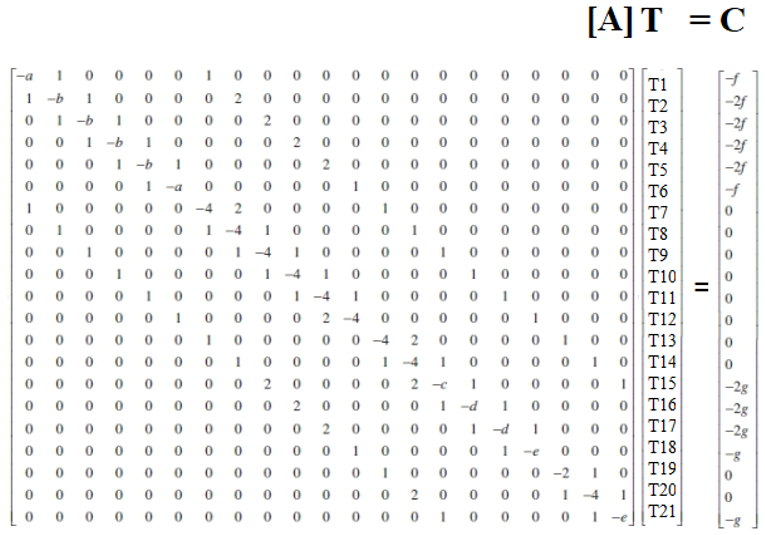 [A] T = C
−a 1 0 0 0 0 1 0 0 0 0 0 0 0 0 0 0 0 0 0 0 T1 −f
1 −b 1 0 0 0 0 2 0 0 0 0 0 0 0 0 0 0 0 0 0 T2 −2f
0 1 −b 1 0 0 0 0 2 0 0 0 0 0 0 0 0 0 0 0 0 T3 −2f
0 0 1 −b 1 0 0 0 0 2 0 0 0 0 0 0 0 0 0 0 0 T4 −2f
0 0 0 1 −b 1 0 0 0 0 2 0 0 0 0 0 0 0 0 0 0 T5 −2f
0 0 0 0 1 −a 0 0 0 0 0 1 0 0 0 0 0 0 0 0 0 T6 −f
1 0 0 0 0 0 −4 2 0 0 0 0 1 0 0 0 0 0 0 0 0 T7 0
0 1 0 0 0 0 1 −4 1 0 0 0 0 1 0 0 0 0 0 0 0 T8 0
0 0 1 0 0 0 0 1 −4 1 0 0 0 0 1 0 0 0 0 0 0 T9 0
0 0 0 1 0 0 0 0 1 −4 1 0 0 0 0 1 0 0 0 0 0 T10 0
0 0 0 0 1 0 0 0 0 1 −4 1 0 0 0 0 1 0 0 0 0 T11 = 0
0 0 0 0 0 1 0 0 0 0 2 −4 0 0 0 0 0 1 0 0 0 T12 0
0 0 0 0 0 0 1 0 0 0 0 0 −4 2 0 0 0 0 1 0 0 T13 0
0 0 0 0 0 0 0 1 0 0 0 0 1 −4 1 0 0 0 0 1 0 T14 0
0 0 0 0 0 0 0 0 2 0 0 0 0 2 −c 1 0 0 0 0 1 T15 −2g
0 0 0 0 0 0 0 0 0 2 0 0 0 0 1 −d 1 0 0 0 0 T16 −2g
0 0 0 0 0 0 0 0 0 0 2 0 0 0 0 1 −d 1 0 0 0 T17 −2g
0 0 0 0 0 0 0 0 0 0 0 1 0 0 0 0 1 −e 0 0 0 T18 −g
0 0 0 0 0 0 0 0 0 0 0 0 1 0 0 0 0 0 −2 1 0 T19 0
0 0 0 0 0 0 0 0 0 0 0 0 0 2 0 0 0 0 1 −4 1 T20 0
0 0 0 0 0 0 0 0 0 0 0 0 0 0 1 0 0 0 0 1 −e T21 −g